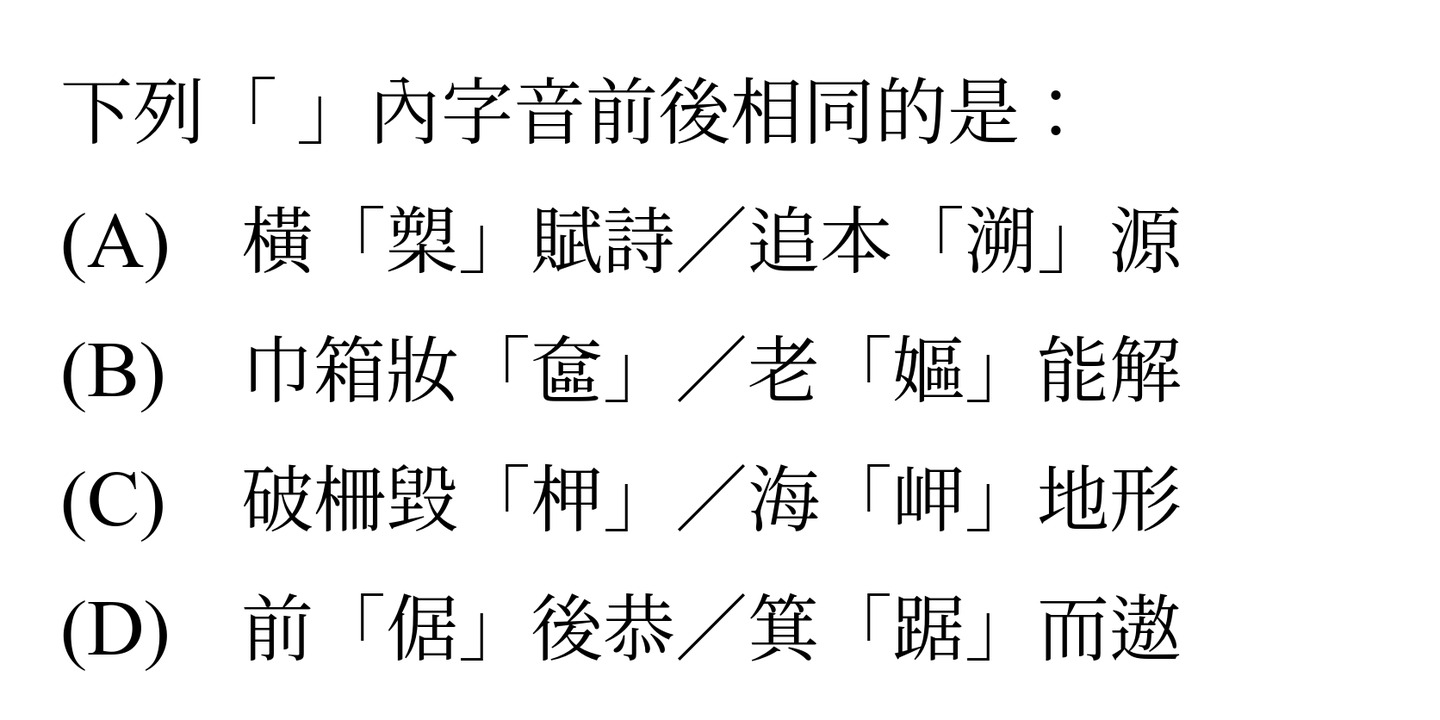 下列「 」內字音前後相同的是：
(A) 橫「槊」賦詩／追本「溯」源
(B) 巾箱妝「奩」／老「嫗」能解
(C) 破柵毀「柙」／海「岬」地形
(D) 前「倨」後恭／箕「踞」而遨